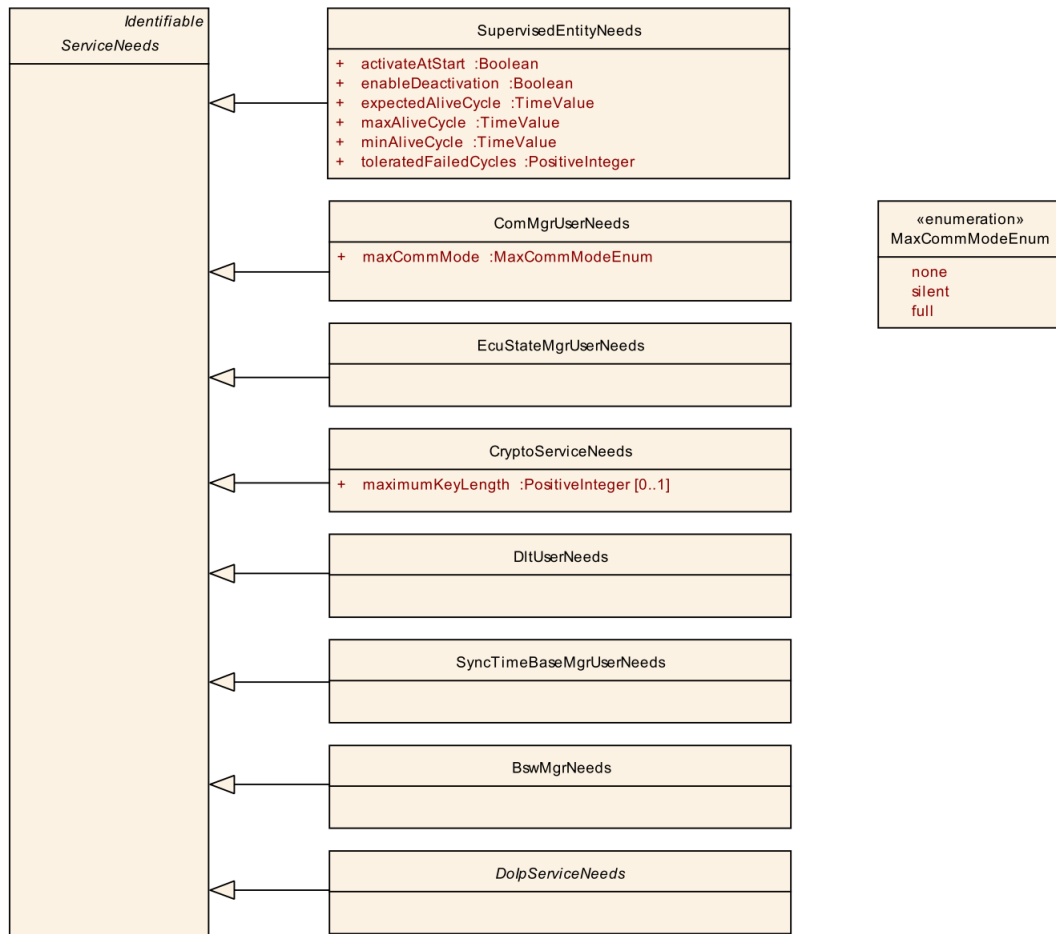 Identifiable
ServiceNeeds
SupervisedEntityNeeds
+ activateAtStart :Boolean
+ enableDeactivation :Boolean
+ expectedAliveCycle :TimeValue
+ maxAliveCycle :TimeValue
+ minAliveCycle :TimeValue
+ toleratedFailedCycles :PositiveInteger
ComMgrUserNeeds
+ maxCommMode :MaxCommModeEnum
«enumeration»
MaxCommModeEnum
none
silent
full
EcuStateMgrUserNeeds
CryptoServiceNeeds
+ maximumKeyLength :PositiveInteger [0..1]
DltUserNeeds
SyncTimeBaseMgrUserNeeds
BswMgrNeeds
DoIpServiceNeeds